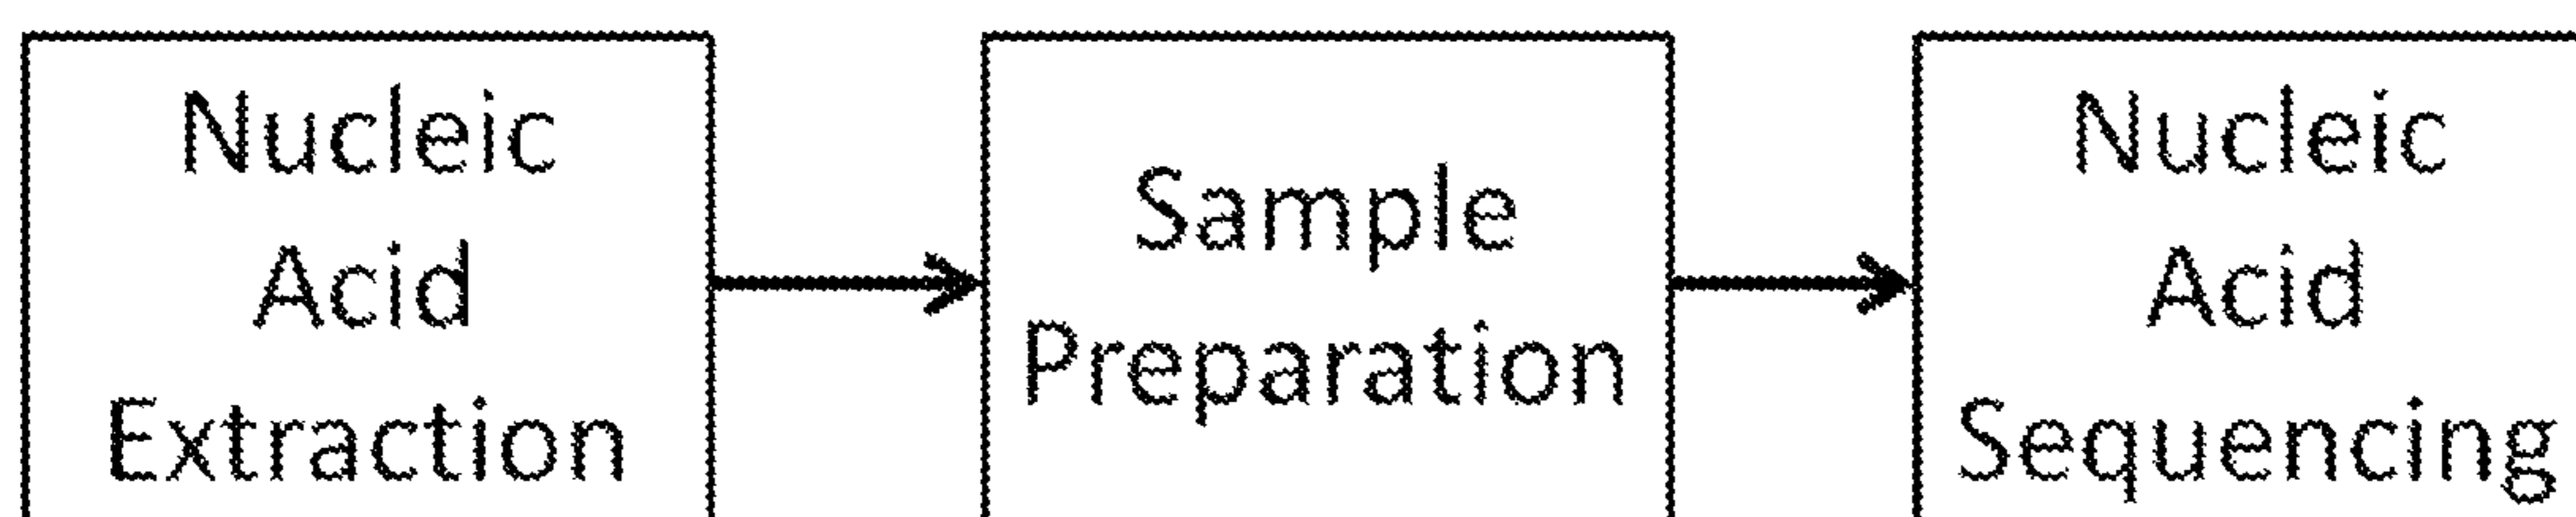 Nucleic
Acid
Extraction
Sample
Preparation
Nucleic
Acid
Sequencing